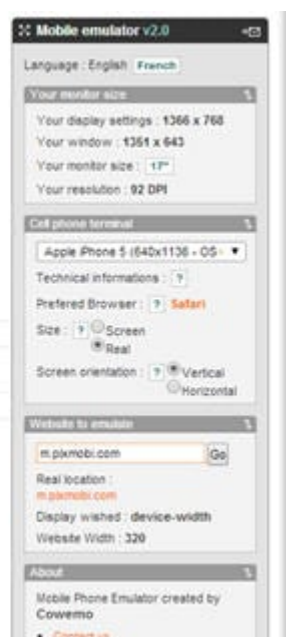 Mobile emulator v2.0
Language : English French
Your monitor size
Your display settings : 1366 x 768
Your window : 1351 x 643
Your monitor size : 17"
Your resolution : 92 DPI
Cell phone terminal
Apple iPhone 5 (640x1136 - OS
Technical informations : ?
Prefered Browser : ? Safari
Size : ? Screen
Real
Screen orientation : ? Vertical
Horizontal
Website to emulate
m.pixmobi.com Go
Real location :
m.pixmobi.com
Display wished : device-width
Website Width : 320
About
Mobile Phone Emulator created by
Cowemo
Contact us